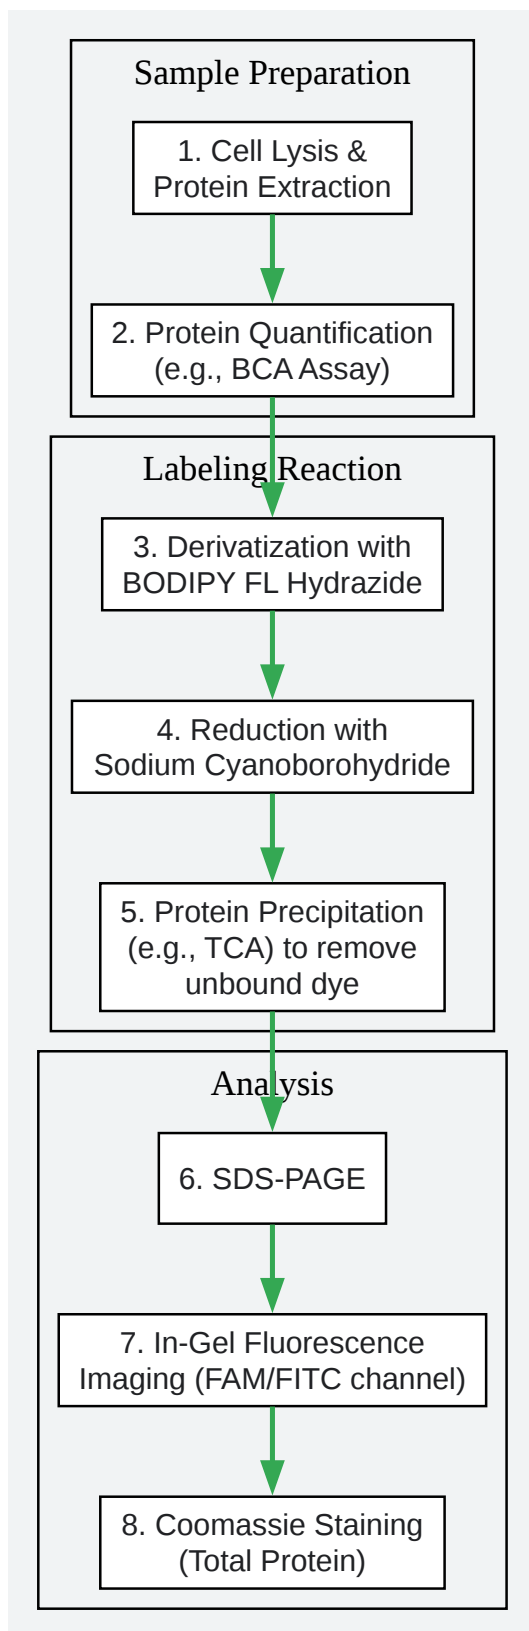 Sample Preparation
1. Cell Lysis &
Protein Extraction
2. Protein Quantification
(e.g., BCA Assay)
Labeling Reaction
3. Derivatization with
BODIPY FL Hydrazide
4. Reduction with
Sodium Cyanoborohydride
5. Protein Precipitation
(e.g., TCA) to remove
unbound dye
Analysis
6. SDS-PAGE
7. In-Gel Fluorescence
Imaging (FAM/FITC channel)
8. Coomassie Staining
(Total Protein)